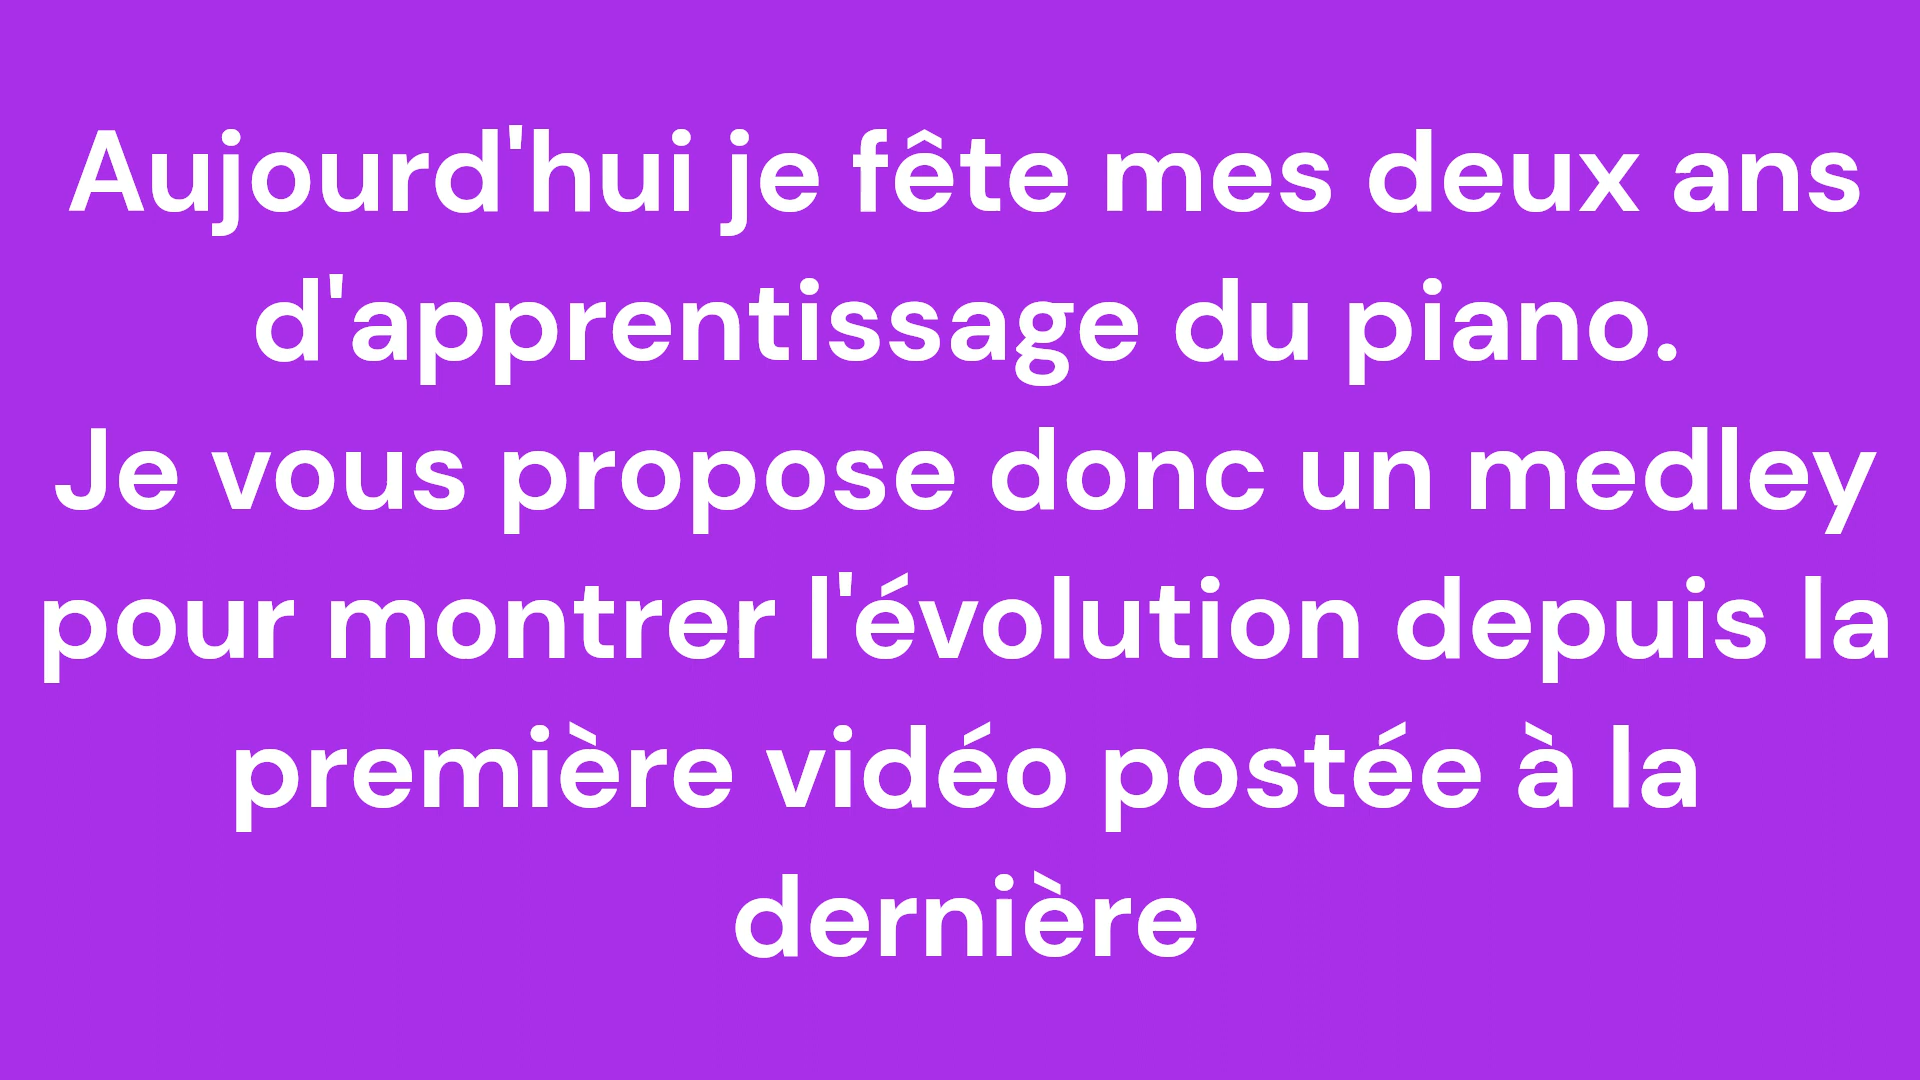 Aujourd'hui je fête mes deux ans
d'apprentissage du piano.
Je vous propose donc un medley
pour montrer l'évolution depuis la
première vidéo postée à la
dernière